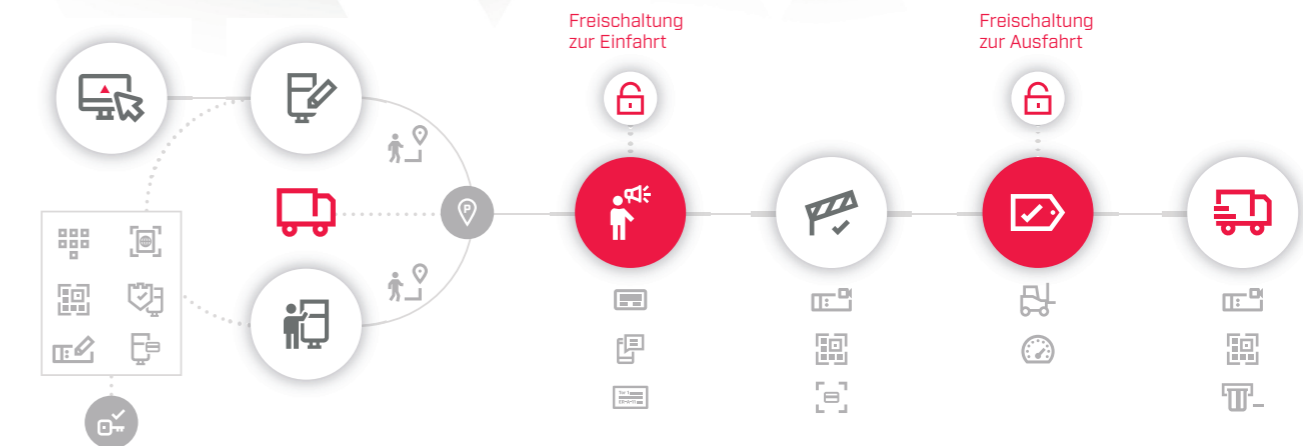 Freischaltung
zur Einfahrt
Freischaltung
zur Ausfahrt
P